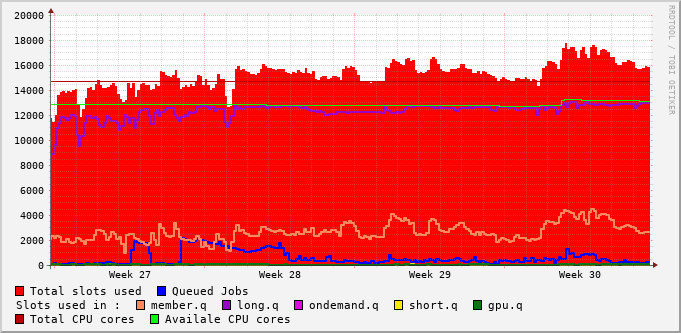 20000
18000
16000
14000
12000
10000
8000
6000
4000
2000
0
Week 27 Week 28 Week 29 Week 30
RRDTOOL / TOBI OETIKER
Total slots used Queued Jobs
Slots used in : member.q long.q ondemand.q short.q gpu.q
Total CPU cores Availale CPU cores